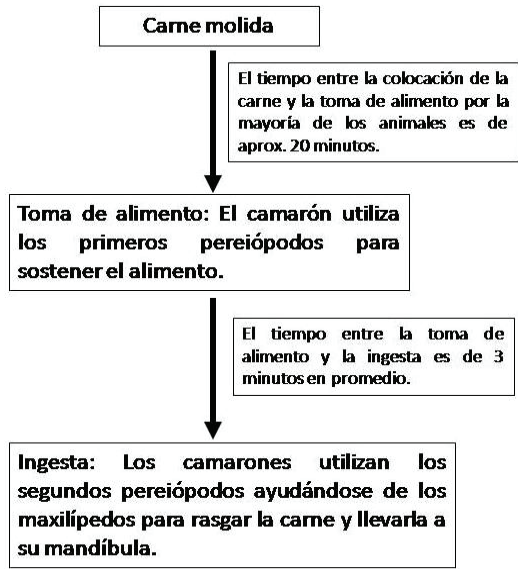 Carne molida
El tiempo entre la colocación de la
carne y la toma de alimento por la
mayoría de los animales es de
aprox. 20 minutos.
Toma de alimento: El camarón utiliza
los primeros pereiópodos para
sostener el alimento.
El tiempo entre la toma de
alimento y la ingesta es de 3
minutos en promedio.
Ingesta: Los camarones utilizan los
segundos pereiópodos ayudándose de los
maxilípedos para rasgar la carne y llevarla a
su mandíbula.